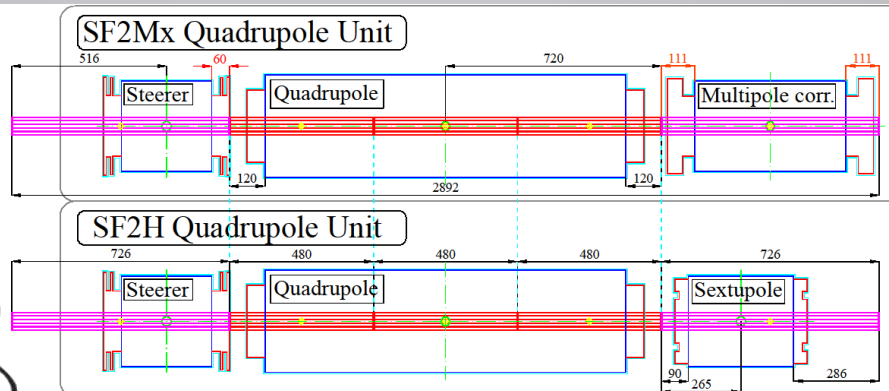 SF2Mx Quadrupole Unit
516
60
720
111
111
Steerer
Quadrupole
Multipole corr.
120
120
2892
SF2H Quadrupole Unit
726
480
480
480
726
Steerer
Quadrupole
Sextupole
90
286
265